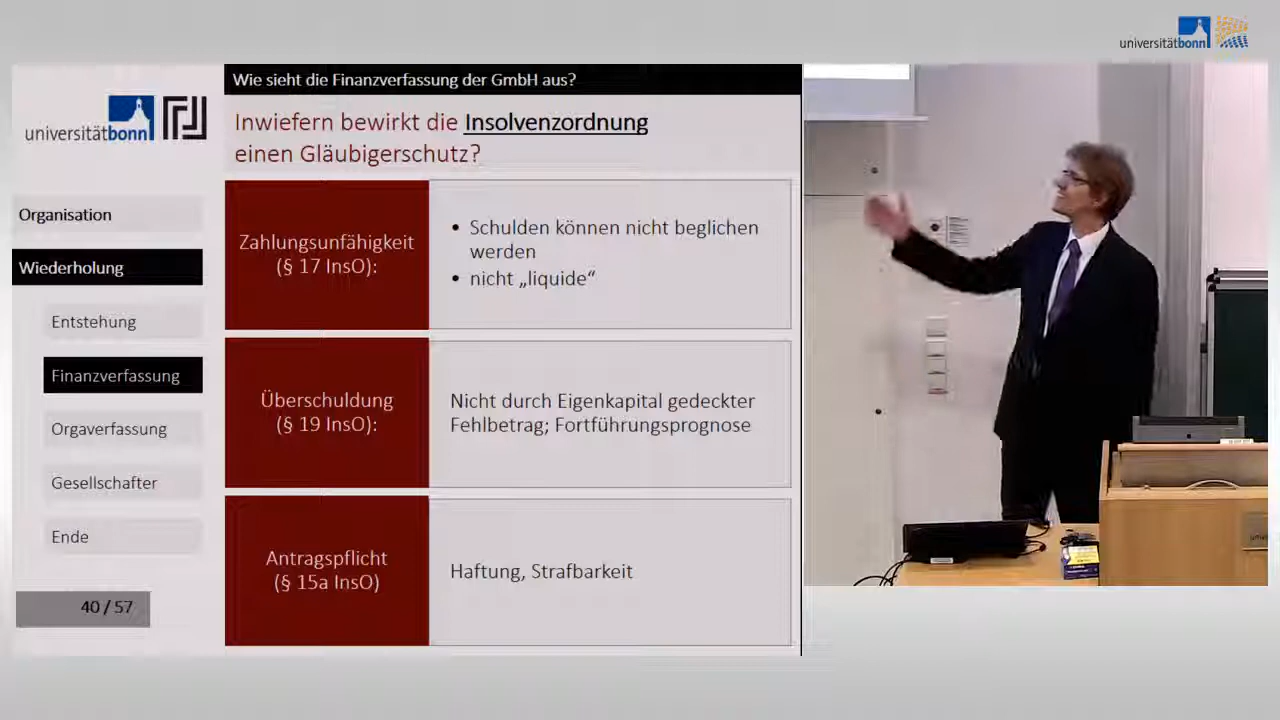 universitätbonn
Wie sieht die Finanzverfassung der GmbH aus?
universitätbonn
Inwiefern bewirkt die Insolvenzordnung
einen Gläubigerschutz?
Organisation
Wiederholung
Entstehung
Finanzverfassung
Orgaverfassung
Gesellschafter
Ende
40 / 57
Zahlungsunfähigkeit
(§ 17 InsO):
• Schulden können nicht beglichen
werden
• nicht „liquide“
Überschuldung
(§ 19 InsO):
Nicht durch Eigenkapital gedeckter
Fehlbetrag; Fortführungsprognose
Antragspflicht
(§ 15a InsO)
Haftung, Strafbarkeit